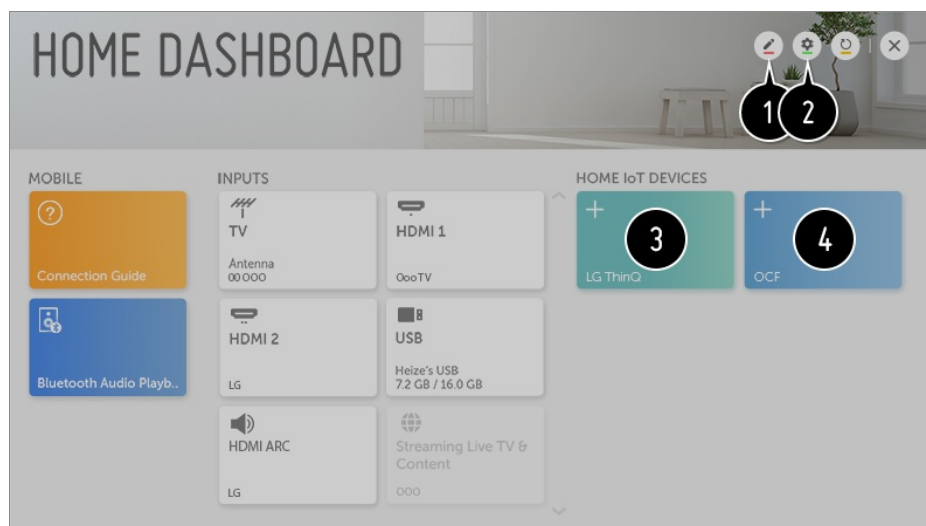 HOME DASHBOARD
1
2
MOBILE
INPUTS
HOME IoT DEVICES
Connection Guide
TV
Antenna
00 000
HDMI 1
OooTV
3
LG ThinQ
4
OCF
Bluetooth Audio Playb..
HDMI 2
LG
USB
Heize's USB
7.2 GB / 16.0 GB
HDMI ARC
LG
Streaming Live TV &
Content
000